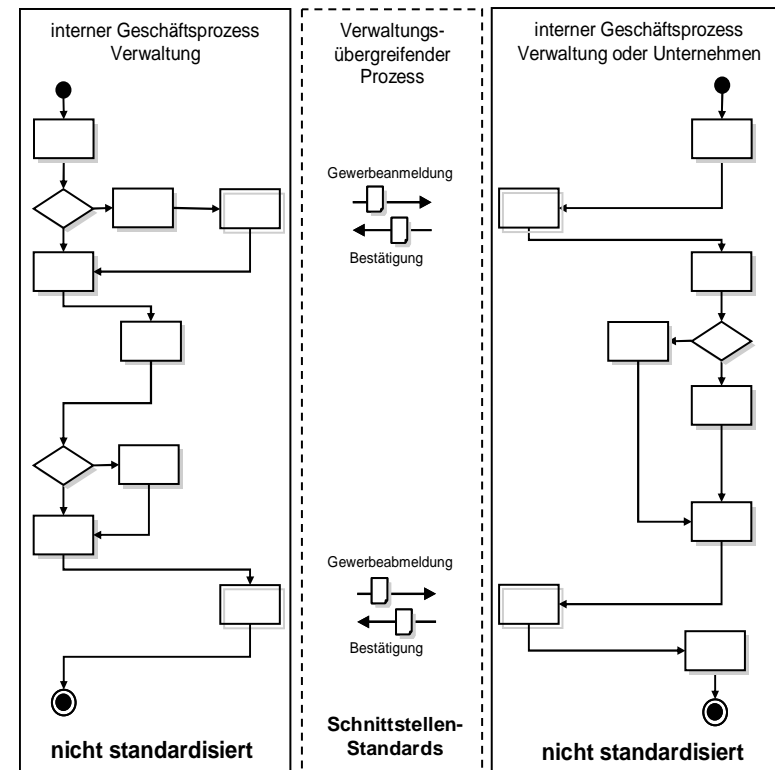 interner Geschäftsprozess
Verwaltung
Verwaltungs-
übergreifender
Prozess
interner Geschäftsprozess
Verwaltung oder Unternehmen
Gewerbeanmeldung
Bestätigung
Gewerbeabmeldung
Bestätigung
nicht standardisiert
Schnittstellen-
Standards
nicht standardisiert